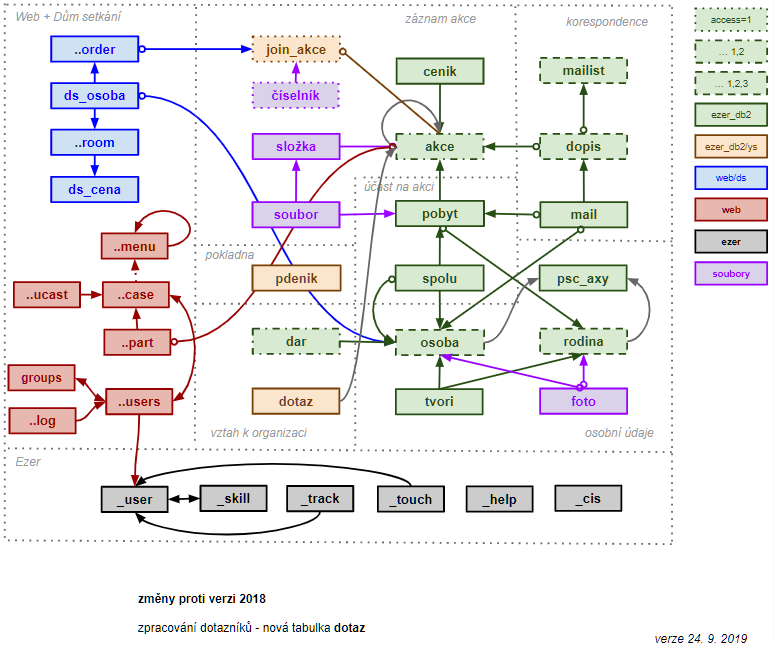 Web + Dům setkání
záznam akce
korespondence
access=1
..order
join_akce
... 1,2
cenik
mailist
... 1,2,3
ds_osoba
číselník
ezer_db2
..room
složka
akce
dopis
ezer_db2/ys
ds_cena
účast na akci
web/ds
soubor
pobyt
mail
web
..menu
pokladna
ezer
pdenik
spolu
psc_axy
soubory
..ucast
..case
..part
dar
osoba
rodina
groups
..users
dotaz
tvori
foto
..log
vztah k organizaci
osobní údaje
Ezer
_user
_skill
_track
_touch
_help
_cis
změny proti verzi 2018
zpracování dotazníků - nová tabulka dotaz
verze 24. 9. 2019